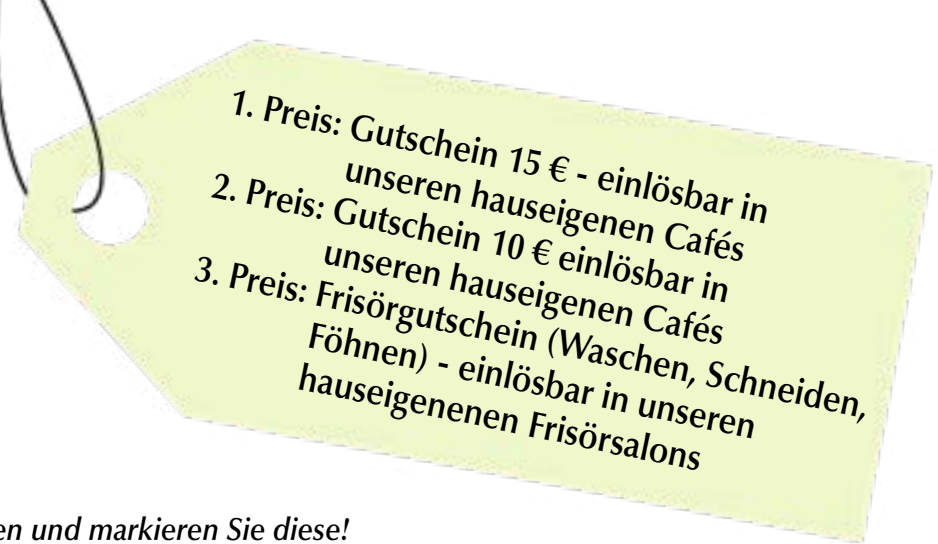 1. Preis: Gutschein 15 € - einlösbar in
unseren hauseigenen Cafés
2. Preis: Gutschein 10 € einlösbar in
unseren hauseigenen Cafés
3. Preis: Frisörgutschein (Waschen, Schneiden,
Föhnen) - einlösbar in unseren
hauseigenenen Frisörsalons
en und markieren Sie diese!